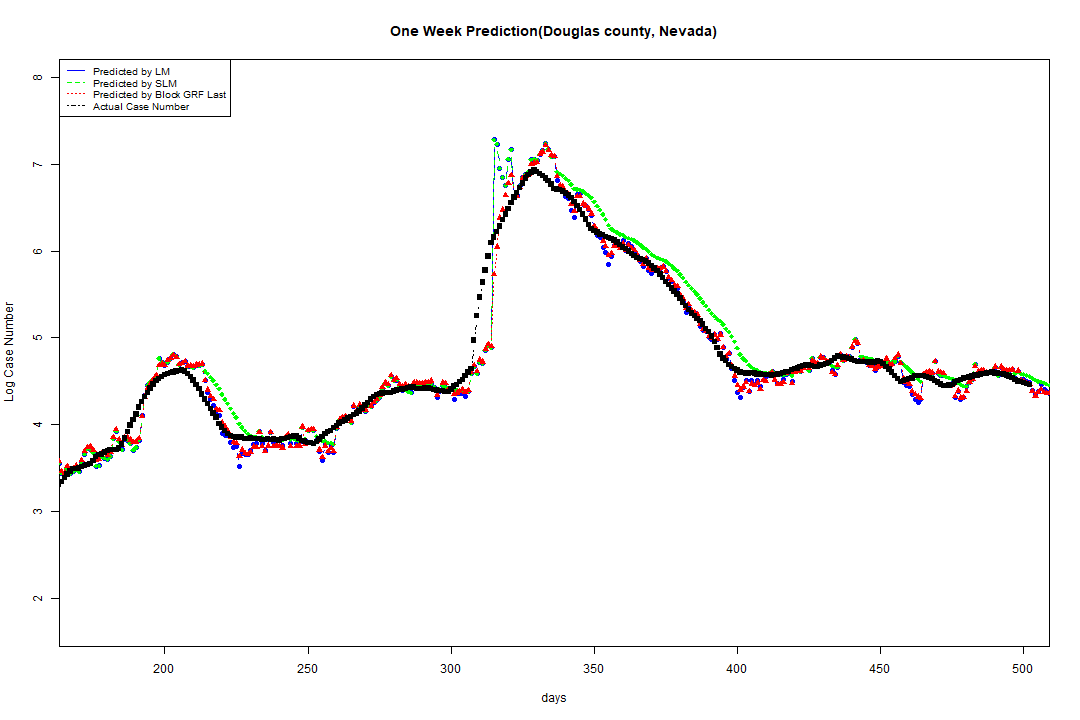 One Week Prediction(Douglas county, Nevada)
Predicted by LM
Predicted by SLM
Predicted by Block GRF Last
Actual Case Number
8
7
6
5
4
3
2
Log Case Number
200 250 300 350 400 450 500
days